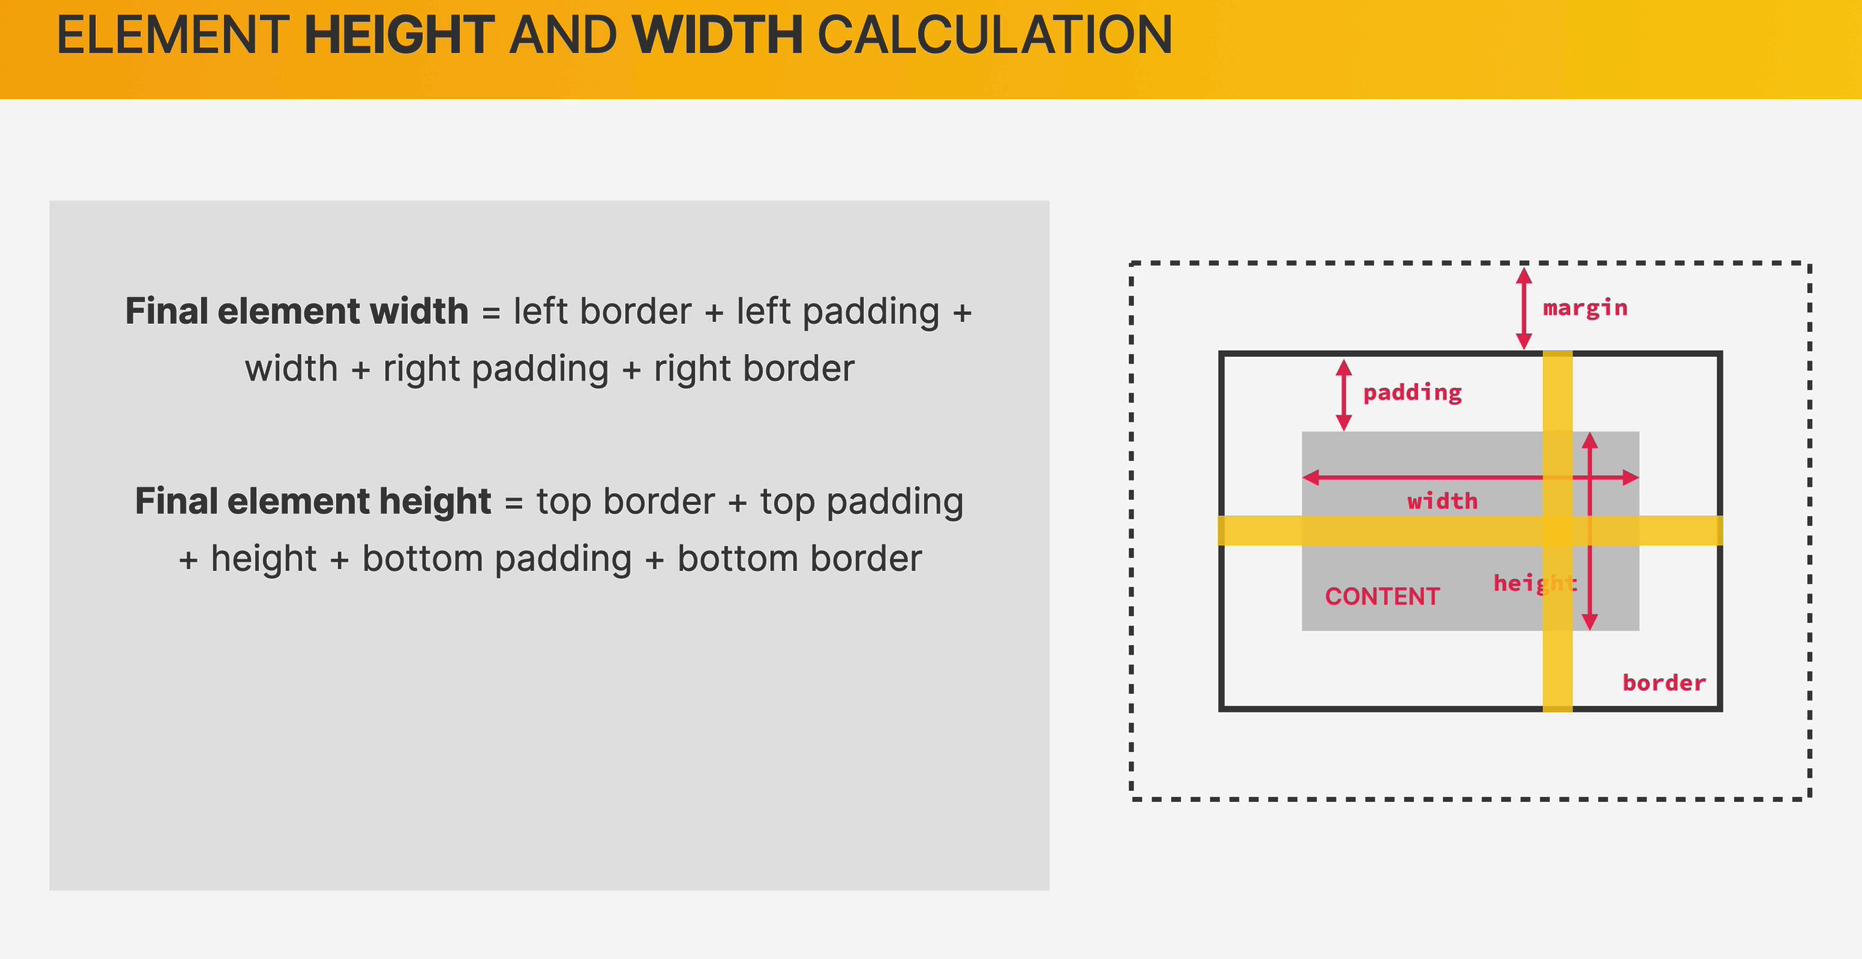 ELEMENT HEIGHT AND WIDTH CALCULATION
Final element width = left border + left padding +
width + right padding + right border
Final element height = top border + top padding
+ height + bottom padding + bottom border
margin
padding
width
height
CONTENT
border